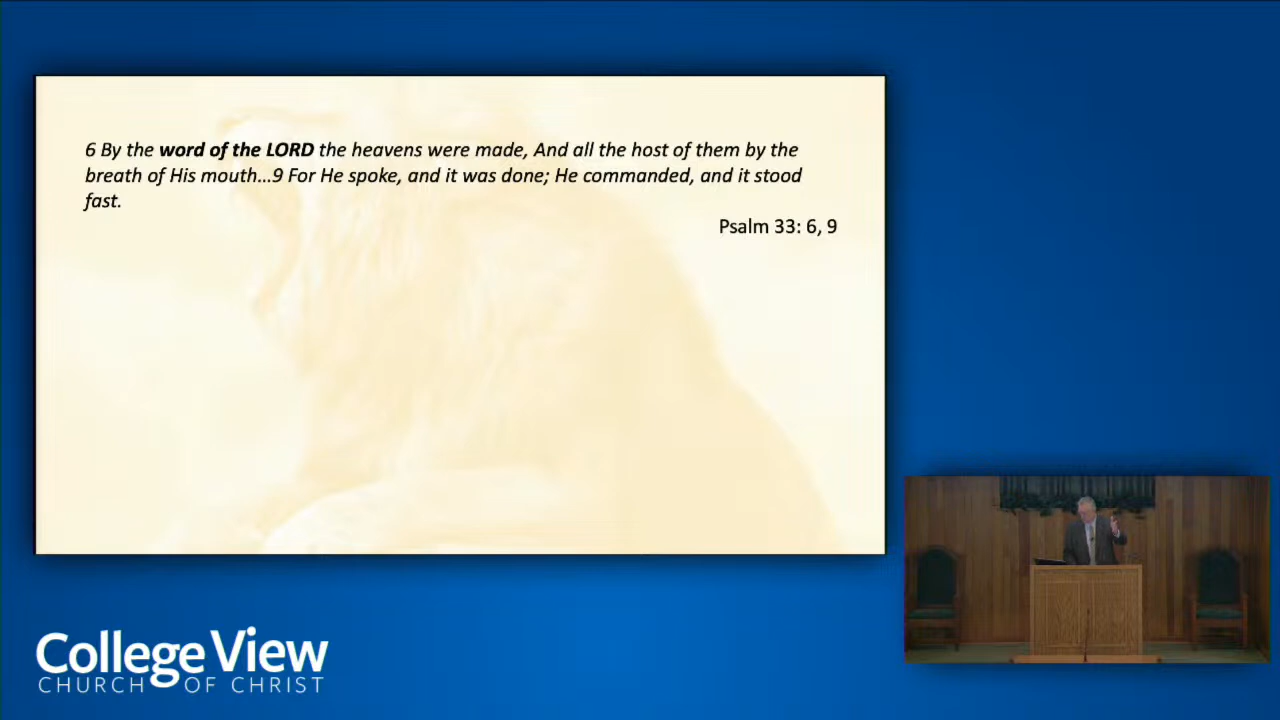 6 By the word of the LORD the heavens were made, And all the host of them by the
breath of His mouth...9 For He spoke, and it was done; He commanded, and it stood
fast.
Psalm 33: 6, 9
College View
CHURCH OF CHRIST